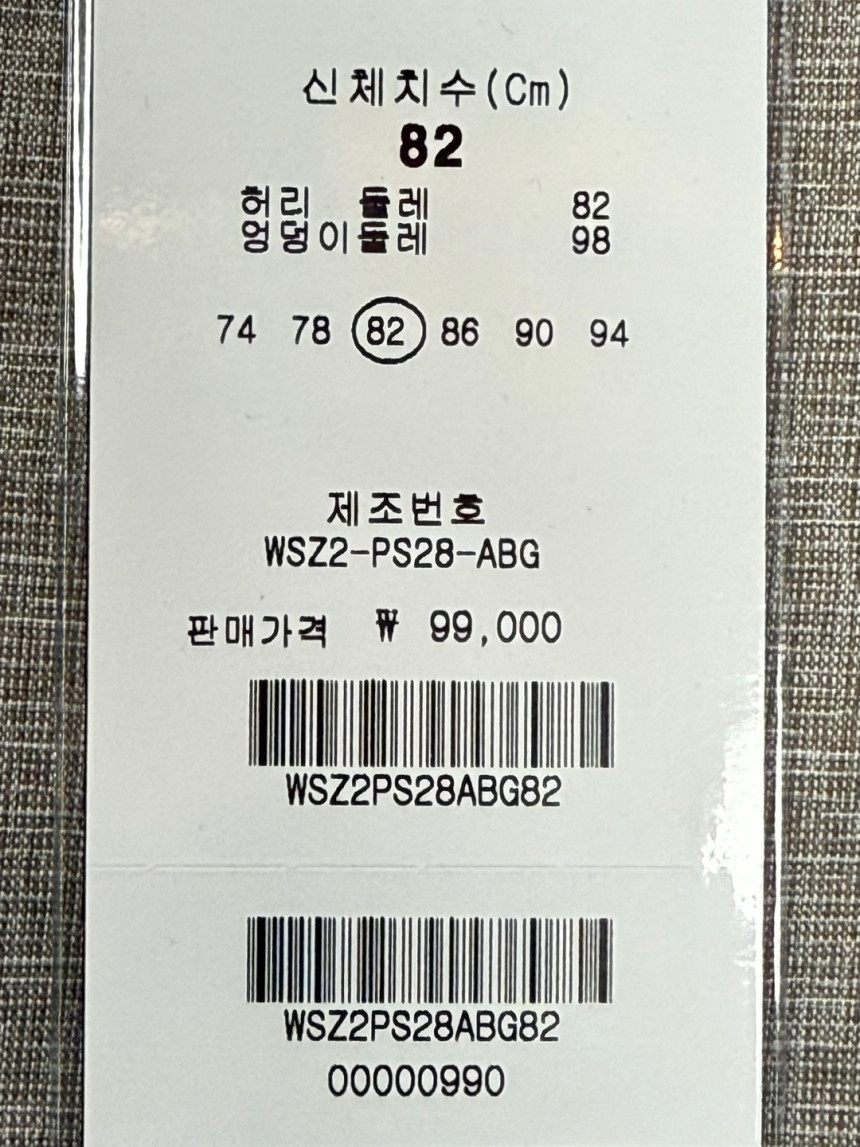 신체치수(Cm)
82
허리 둘레 82
엉덩이둘레 98
74 78 82 86 90 94
제조번호
WSZ2-PS28-ABG
판매가격 ₩ 99,000
WSZ2PS28ABG82
WSZ2PS28ABG82
00000990